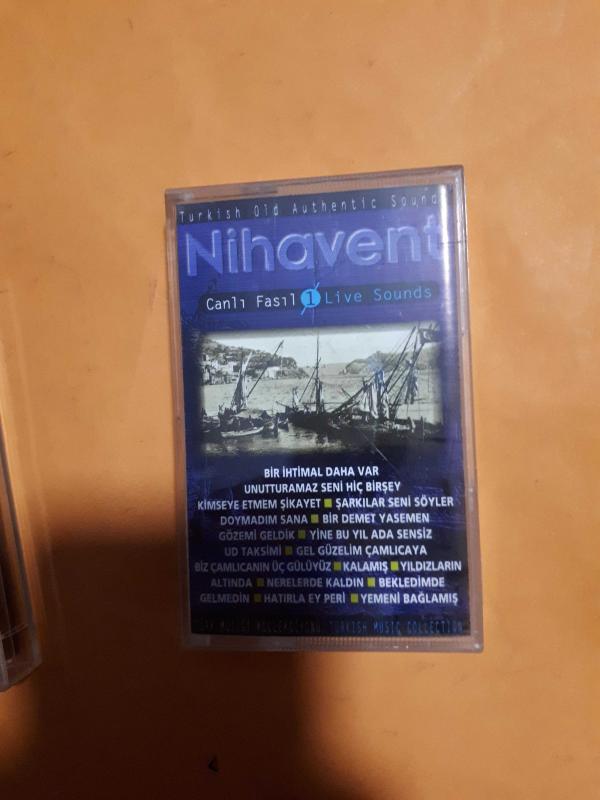 Turkish Old Authentic Sound
Nihavent
Canlı Fasıl 1 Live Sounds
BİR İHTİMAL DAHA VAR
UNUTTURAMAZ SENİ HİÇ BİRŞEY
KİMSEYE ETMEM ŞİKAYET ■ ŞARKILAR SENİ SÖYLER
DOYMADIM SANA ■ BİR DEMET YASEMEN
GÖZEMİ GELDİK ■ YİNE BU YIL ADA SENSİZ
UD TAKSİMİ ■ GEL GÜZELİM ÇAMLICAYA
BİZ ÇAMLICANIN ÜÇ GÜLÜYÜZ ■ KALAMIŞ ■ YILDIZLARIN
ALTINDA ■ NERELERDE KALDIN ■ BEKLEDİMDE
GELMEDİN ■ HATIRLA EY PERİ ■ YEMENİ BAĞLAMIŞ
TURKISH MUSIC COLLECTION